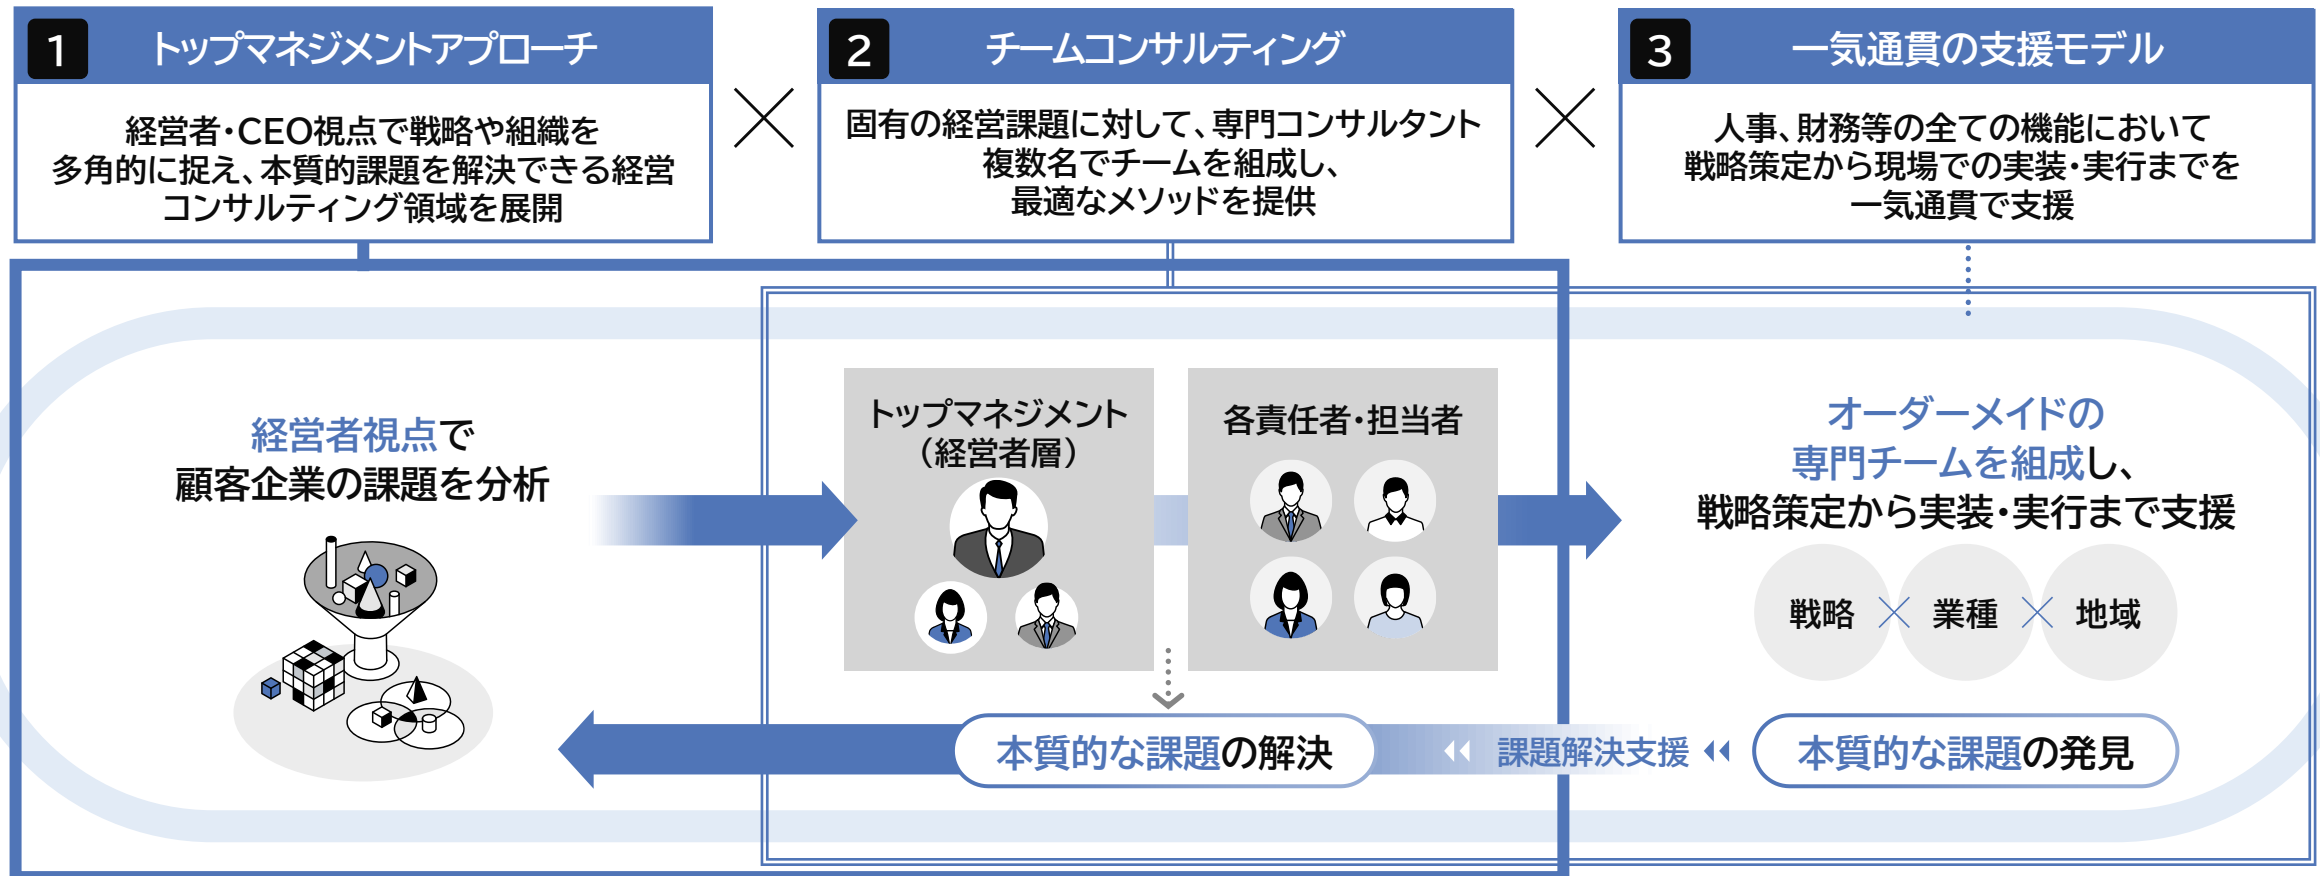 1
トップマネジメントアプローチ
経営者・CEO視点で戦略や組織を
多角的に捉え、本質的課題を解決できる経営
コンサルティング領域を展開
2
チームコンサルティング
固有の経営課題に対して、専門コンサルタント
複数名でチームを組成し、
最適なメソッドを提供
3
一気通貫の支援モデル
人事、財務等の全ての機能において
戦略策定から現場での実装・実行までを
一気通貫で支援
経営者視点で
顧客企業の課題を分析
トップマネジメント
（経営者層）
各責任者・担当者
オーダーメイドの
専門チームを組成し、
戦略策定から実装・実行まで支援
戦略
業種
地域
本質的な課題の解決
課題解決支援
本質的な課題の発見